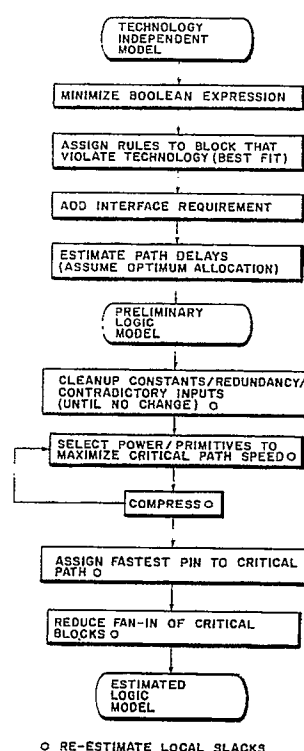 TECHNOLOGY
INDEPENDENT
MODEL
MINIMIZE BOOLEAN EXPRESSION
ASSIGN RULES TO BLOCK THAT
VIOLATE TECHNOLOGY (BEST FIT)
ADD INTERFACE REQUIREMENT
ESTIMATE PATH DELAYS
(ASSUME OPTIMUM ALLOCATION)
PRELIMINARY
LOGIC
MODEL
CLEANUP CONSTANTS/REDUNDANCY/
CONTRADICTORY INPUTS
(UNTIL NO CHANGE) O
SELECT POWER/PRIMITIVES TO
MAXIMIZE CRITICAL PATH SPEED O
COMPRESS O
ASSIGN FASTEST PIN TO CRITICAL
PATH O
REDUCE FAN-IN OF CRITICAL
BLOCKS O
ESTIMATED
LOGIC
MODEL
O RE-ESTIMATE LOCAL SLACKS